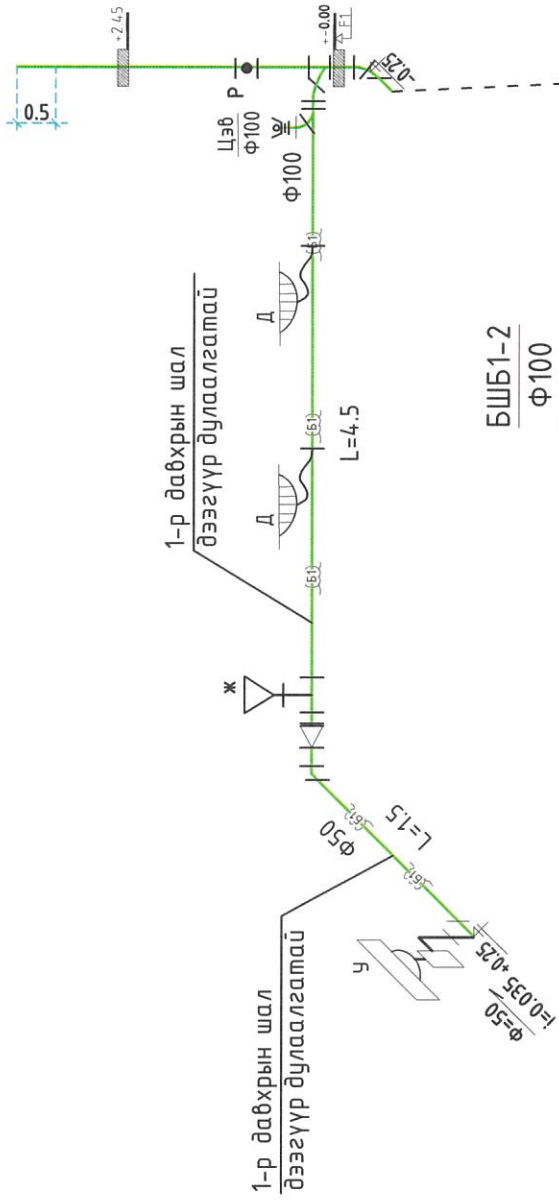 0.5
+2.45
Р
+-0.00
F1
-0.25
Цэв
Ф100
Ф100
Д
Б1
1-р давхрын шал
дээгүүр дулаалгатай
Д
Б1
L=4.5
Б1
Ж
Ф50
Б1
Б1
L=1.5
1-р давхрын шал
дээгүүр дулаалгатай
У
+0.25
i=0.035
Ф=50
БШБ1-2
Ф100